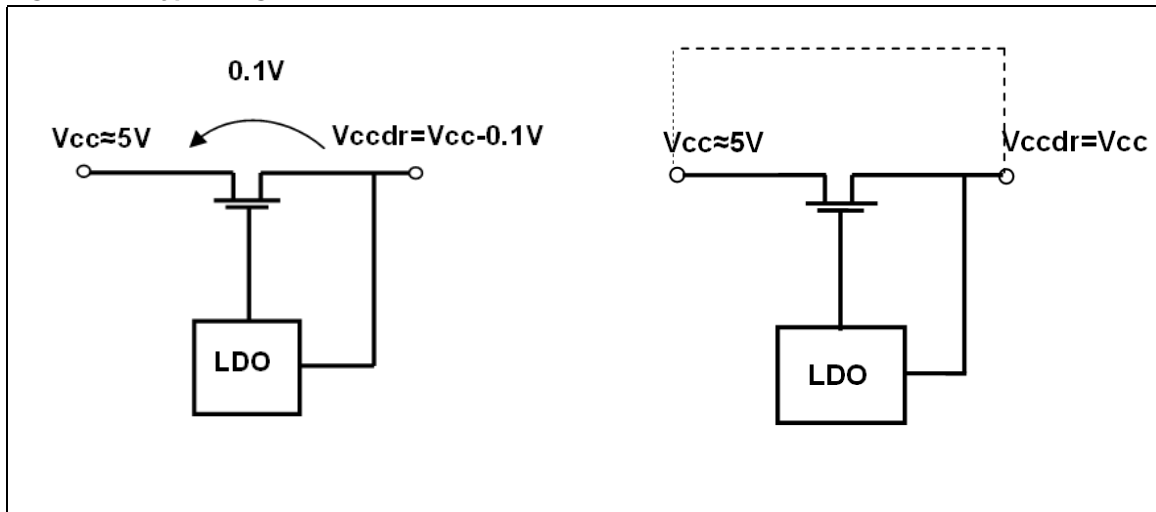 0.1V
Vcc≈5V
Vccdr=Vcc-0.1V
LDO
Vcc≈5V
Vccdr=Vcc
LDO